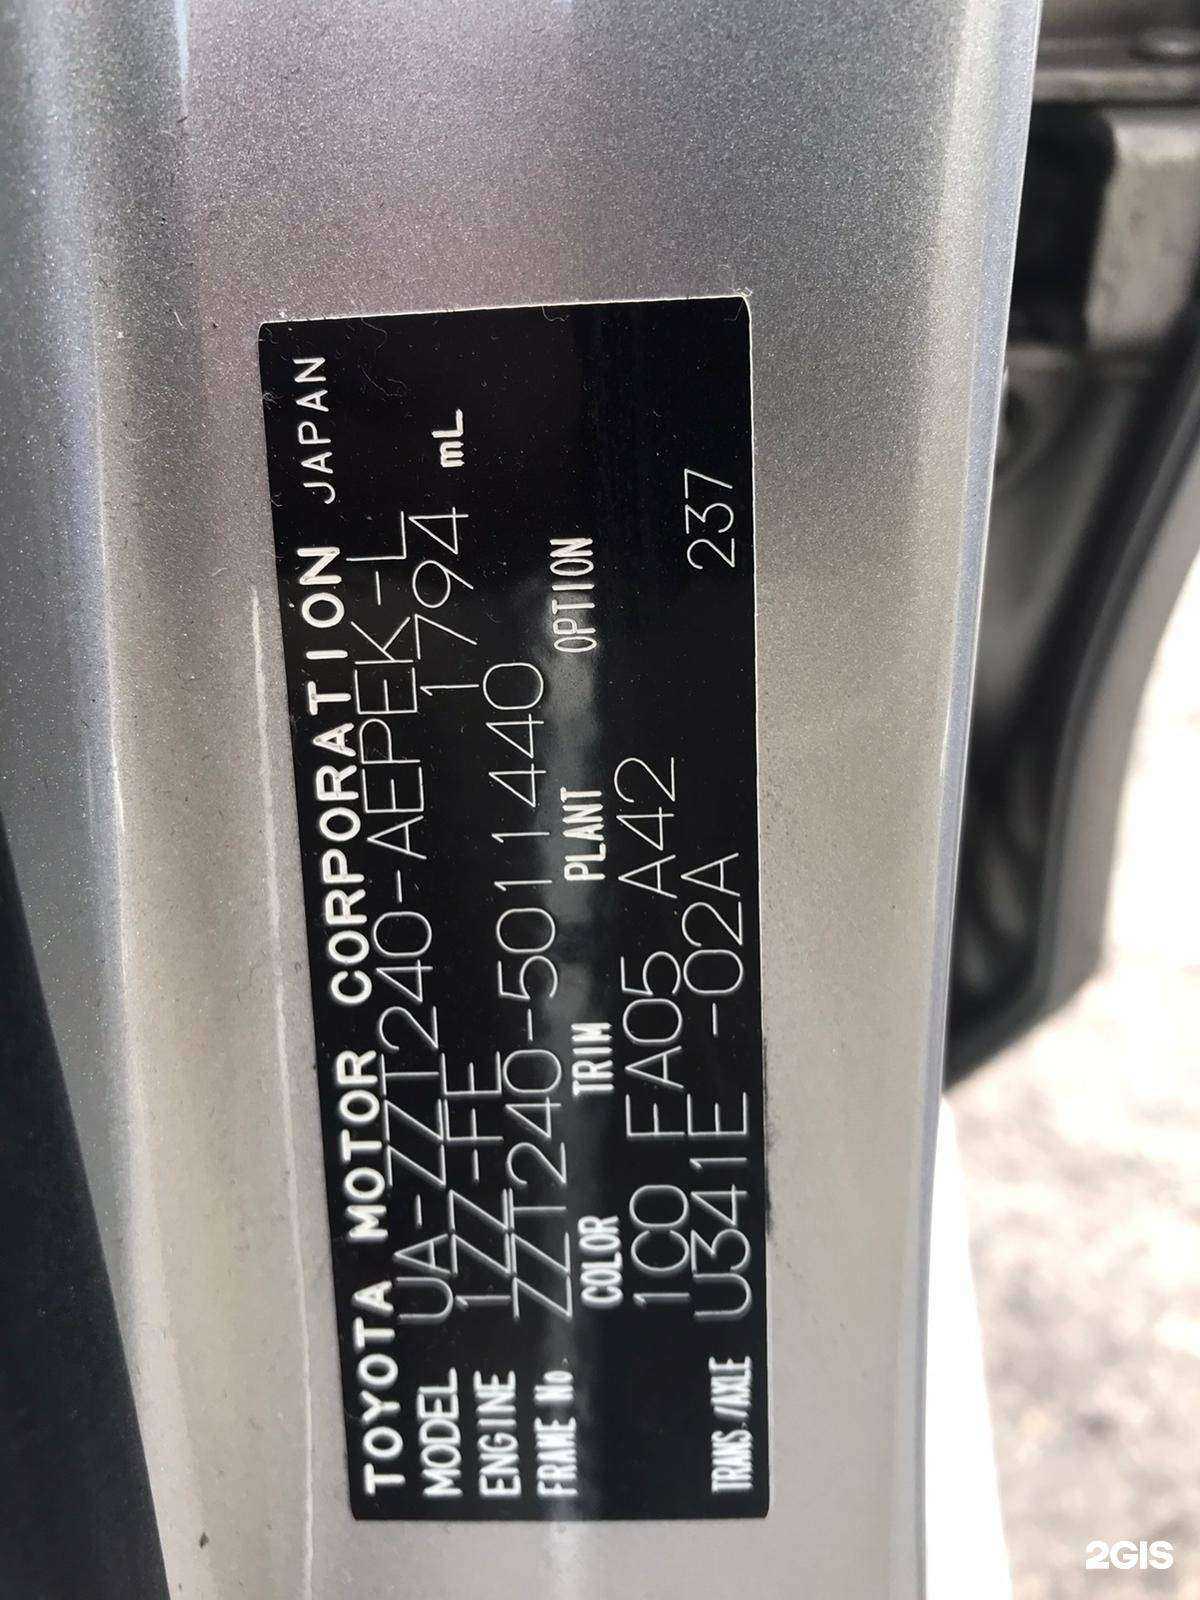 TOYOTA MOTOR CORPORATION JAPAN
MODEL UA-ZZT240-AEPEK-L
ENGINE 1ZZ-FE 1794 mL
FRAME No. ZZT240-5011440
COLOR TRIM PLANT OPTION
1C0 FA05 A42
TRANS./AXLE U341E -02A 237
2GIS